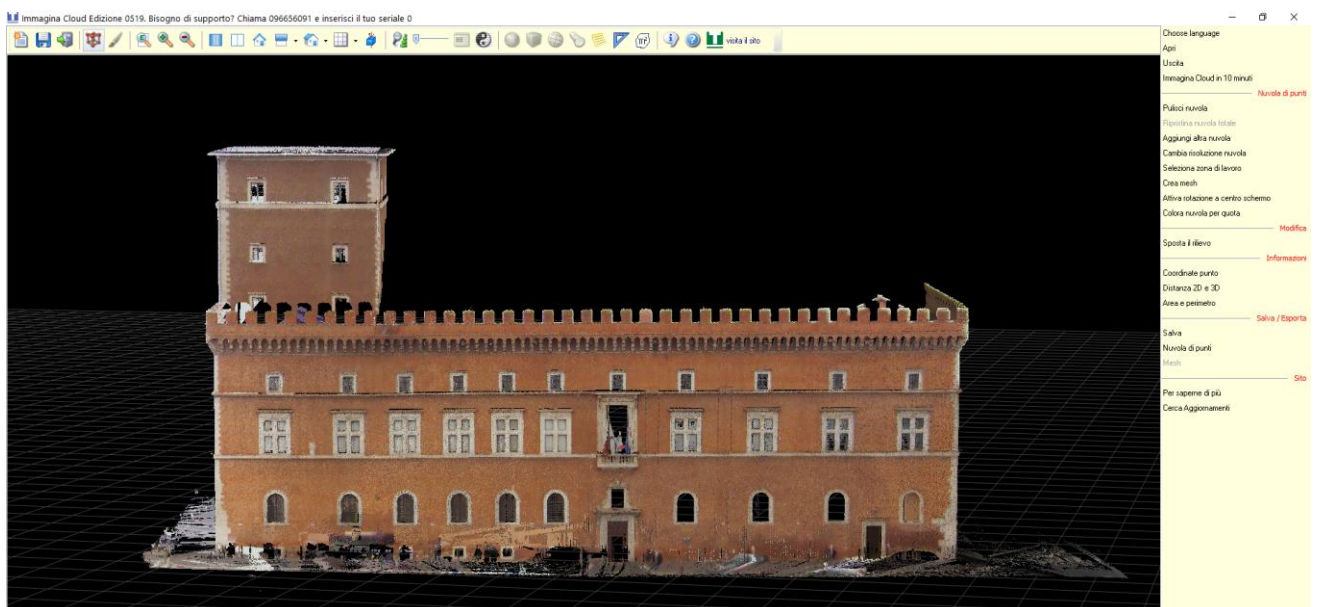 Immagina Cloud Edizione 0519. Bisogno di supporto? Chiama 096656091 e inserisci il tuo seriale 0
visita il sito
Choose language
Apri
Uscita
Immagina Cloud in 10 minuti
Nuvola di punti
Pulisci nuvola
Ripristina nuvola totale
Aggiungi altra nuvola
Cambia risoluzione nuvola
Seleziona zona di lavoro
Crea mesh
Attiva rotazione a centro schermo
Colora nuvola per quota
Modifica
Sposta il rilievo
Informazioni
Coordinate punto
Distanza 2D e 3D
Area e perimetro
Salva / Esporta
Salva
Nuvola di punti
Mesh
Sito
Per saperne di più
Cerca Aggiornamenti